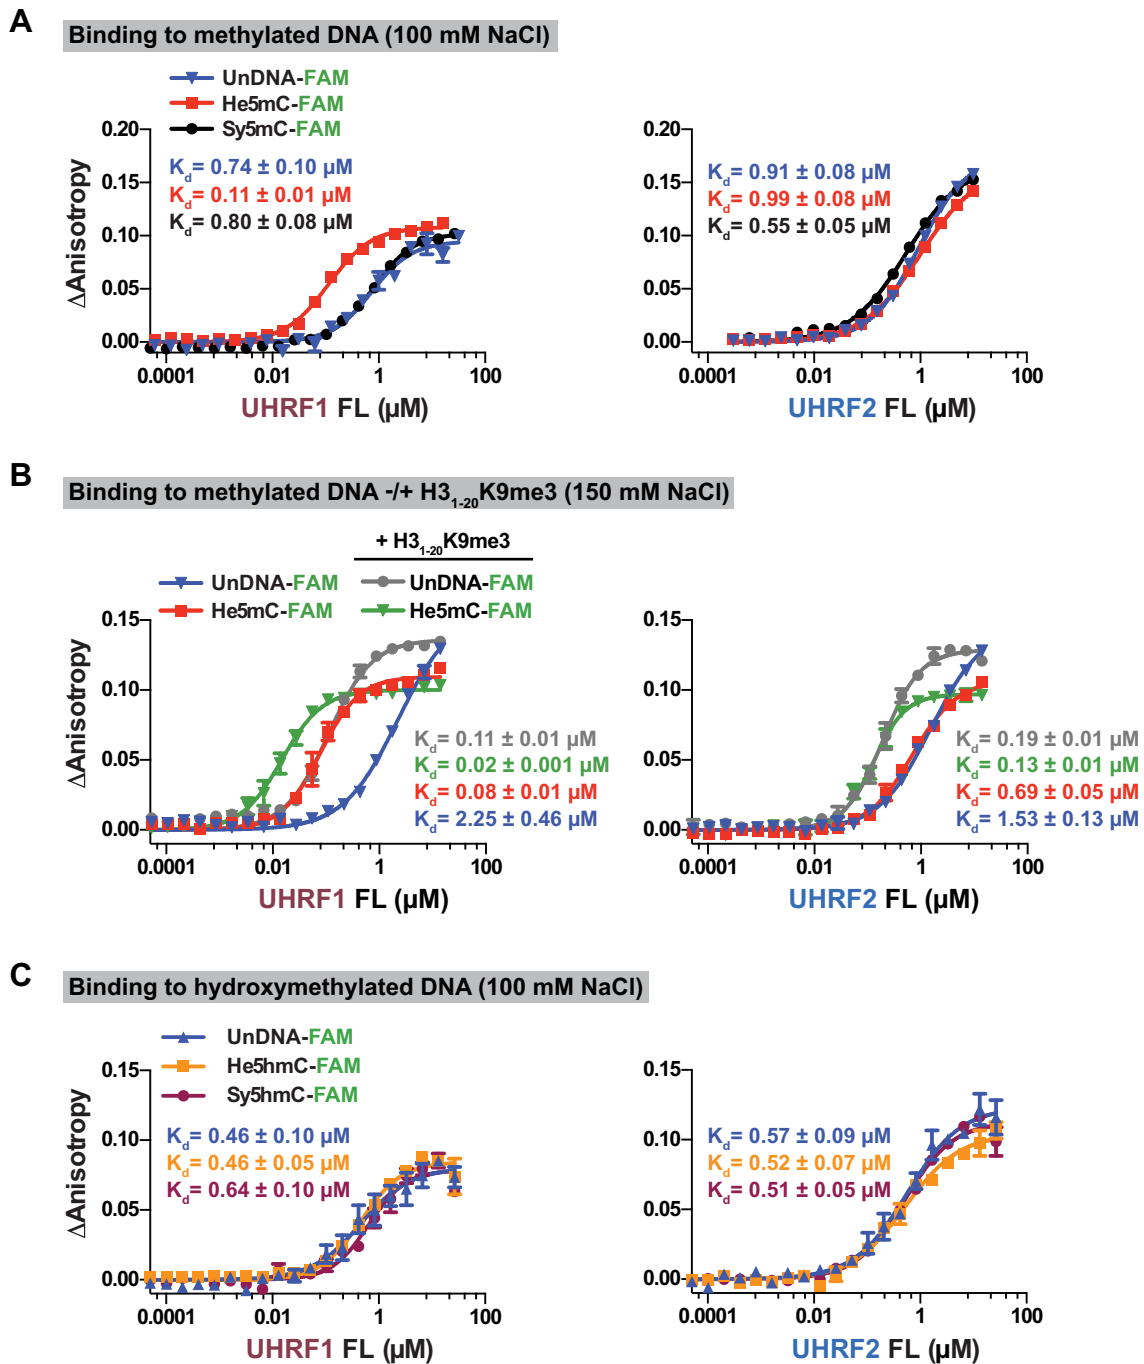 A
Binding to methylated DNA (100 mM NaCl)
UnDNA-FAM
He5mC-FAM
Sy5mC-FAM
ΔAnisotropy
0.20
0.15
0.10
0.05
0.00
Kd= 0.74 ± 0.10 µM
Kd= 0.11 ± 0.01 µM
Kd= 0.80 ± 0.08 µM
0.0001 0.01 1 100
UHRF1 FL (µM)
0.20
0.15
0.10
0.05
0.00
Kd= 0.91 ± 0.08 µM
Kd= 0.99 ± 0.08 µM
Kd= 0.55 ± 0.05 µM
0.0001 0.01 1 100
UHRF2 FL (µM)
B
Binding to methylated DNA -/+ H31-20K9me3 (150 mM NaCl)
+ H31-20K9me3
UnDNA-FAM UnDNA-FAM
He5mC-FAM He5mC-FAM
ΔAnisotropy
0.15
0.10
0.05
0.00
Kd= 0.11 ± 0.01 µM
Kd= 0.02 ± 0.001 µM
Kd= 0.08 ± 0.01 µM
Kd= 2.25 ± 0.46 µM
0.0001 0.01 1 100
UHRF1 FL (µM)
0.15
0.10
0.05
0.00
Kd= 0.19 ± 0.01 µM
Kd= 0.13 ± 0.01 µM
Kd= 0.69 ± 0.05 µM
Kd= 1.53 ± 0.13 µM
0.0001 0.01 1 100
UHRF2 FL (µM)
C
Binding to hydroxymethylated DNA (100 mM NaCl)
UnDNA-FAM
He5hmC-FAM
Sy5hmC-FAM
ΔAnisotropy
0.15
0.10
0.05
0.00
Kd= 0.46 ± 0.10 µM
Kd= 0.46 ± 0.05 µM
Kd= 0.64 ± 0.10 µM
0.0001 0.01 1 100
UHRF1 FL (µM)
0.15
0.10
0.05
0.00
Kd= 0.57 ± 0.09 µM
Kd= 0.52 ± 0.07 µM
Kd= 0.51 ± 0.05 µM
0.0001 0.01 1 100
UHRF2 FL (µM)